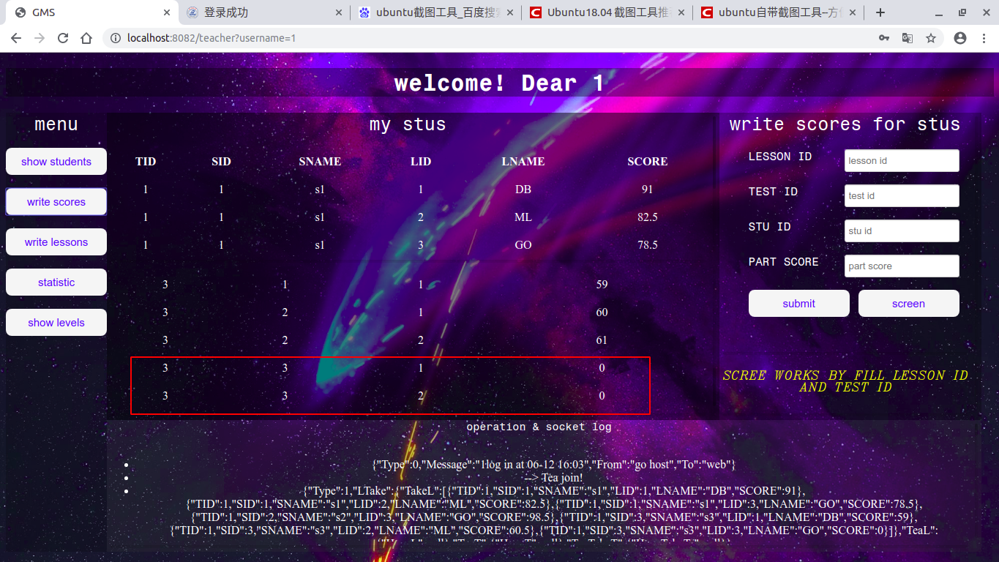 GMS
登录成功
ubuntu截图工具_百度搜索
Ubuntu18.04 截图工具推
ubuntu自带截图工具--方
localhost:8082/teacher?username=1
welcome! Dear 1
menu
show students
write scores
write lessons
statistic
show levels
my stus
TID SID SNAME LID LNAME SCORE
1 1 s1 1 DB 91
1 1 s1 2 ML 82.5
1 1 s1 3 GO 78.5
3 1 1 59
3 2 1 60
3 2 2 61
3 3 1 0
3 3 2 0
write scores for stus
LESSON ID lesson id
TEST ID test id
STU ID stu id
PART SCORE part score
submit screen
SCREE WORKS BY FILL LESSON ID
AND TEST ID
operation & socket log
{"Type":0,"Message":"1log in at 06-12 16:03","From":"go host","To":"web"}
--> Tea join!
{"Type":1,"LTake":{"TakeL":[{"TID":1,"SID":1,"SNAME":"s1","LID":1,"LNAME":"DB","SCORE":91},
{"TID":1,"SID":1,"SNAME":"s1","LID":2,"LNAME":"ML","SCORE":82.5},{"TID":1,"SID":1,"SNAME":"s1","LID":3,"LNAME":"GO","SCORE":78.5},
{"TID":1,"SID":2,"SNAME":"s2","LID":3,"LNAME":"GO","SCORE":98.5},{"TID":1,"SID":3,"SNAME":"s3","LID":1,"LNAME":"DB","SCORE":59},
{"TID":1,"SID":3,"SNAME":"s3","LID":2,"LNAME":"ML","SCORE":60.5},{"TID":1,"SID":3,"SNAME":"s3","LID":3,"LNAME":"GO","SCORE":0}]},"TeaL":